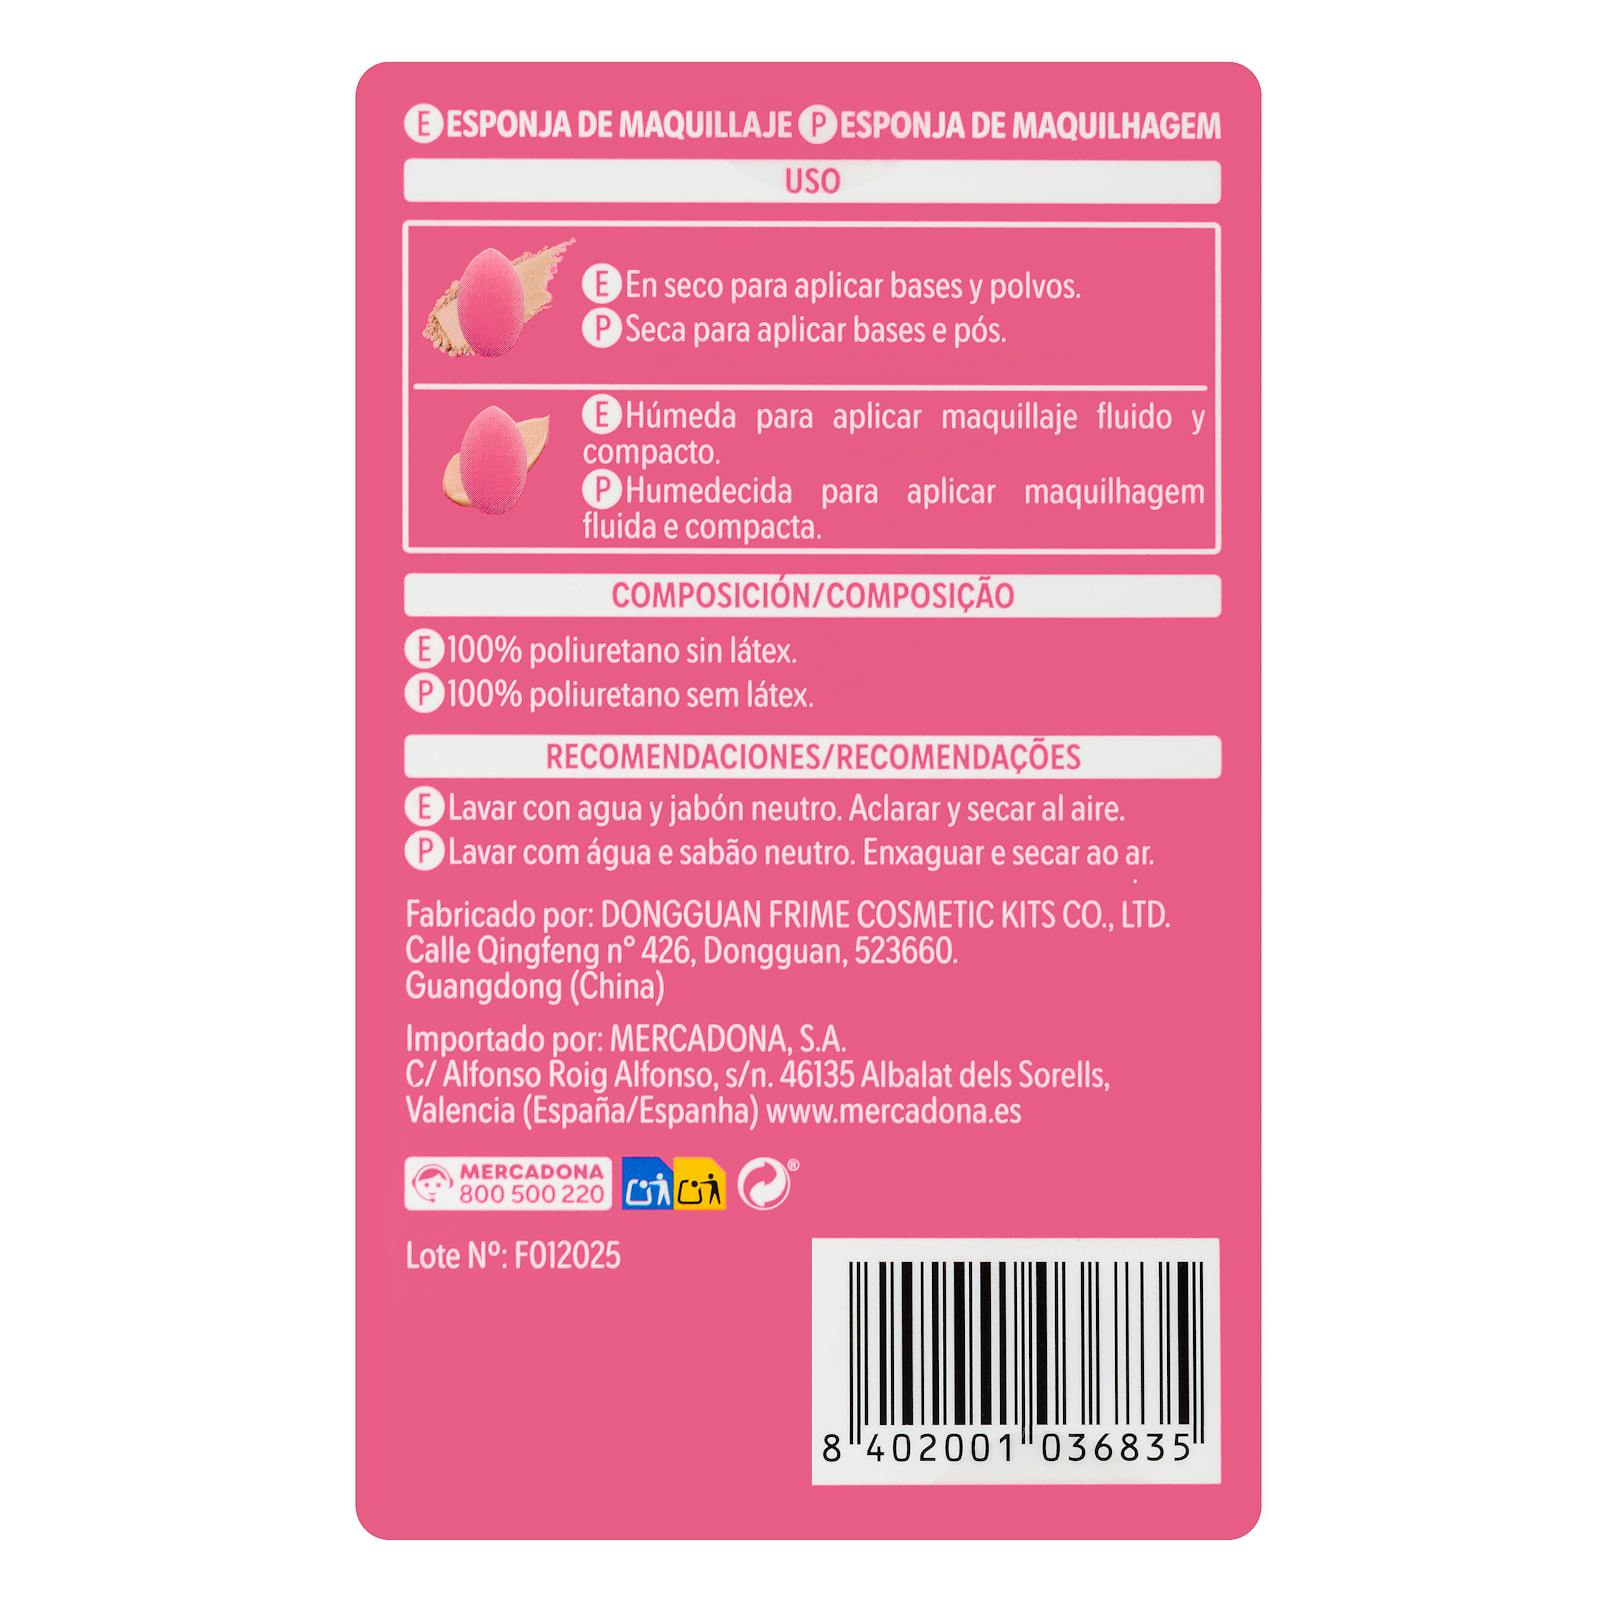 E ESPONJA DE MAQUILLAJE P ESPONJA DE MAQUILHAGEM
USO
E En seco para aplicar bases y polvos.
P Seca para aplicar bases e pós.
E Húmeda para aplicar maquillaje fluido y
compacto.
P Humedecida para aplicar maquilhagem
fluida e compacta.
COMPOSICIÓN/COMPOSIÇÃO
E 100% poliuretano sin látex.
P 100% poliuretano sem látex.
RECOMENDACIONES/RECOMENDAÇÕES
E Lavar con agua y jabón neutro. Aclarar y secar al aire.
P Lavar com água e sabão neutro. Enxaguar e secar ao ar.
Fabricado por: DONGGUAN FRIME COSMETIC KITS CO., LTD.
Calle Qingfeng n° 426, Dongguan, 523660.
Guangdong (China)
Importado por: MERCADONA, S.A.
C/ Alfonso Roig Alfonso, s/n. 46135 Albalat dels Sorells,
Valencia (España/Espanha) www.mercadona.es
MERCADONA
800 500 220
®
Lote Nº: F012025
8 402001 036835